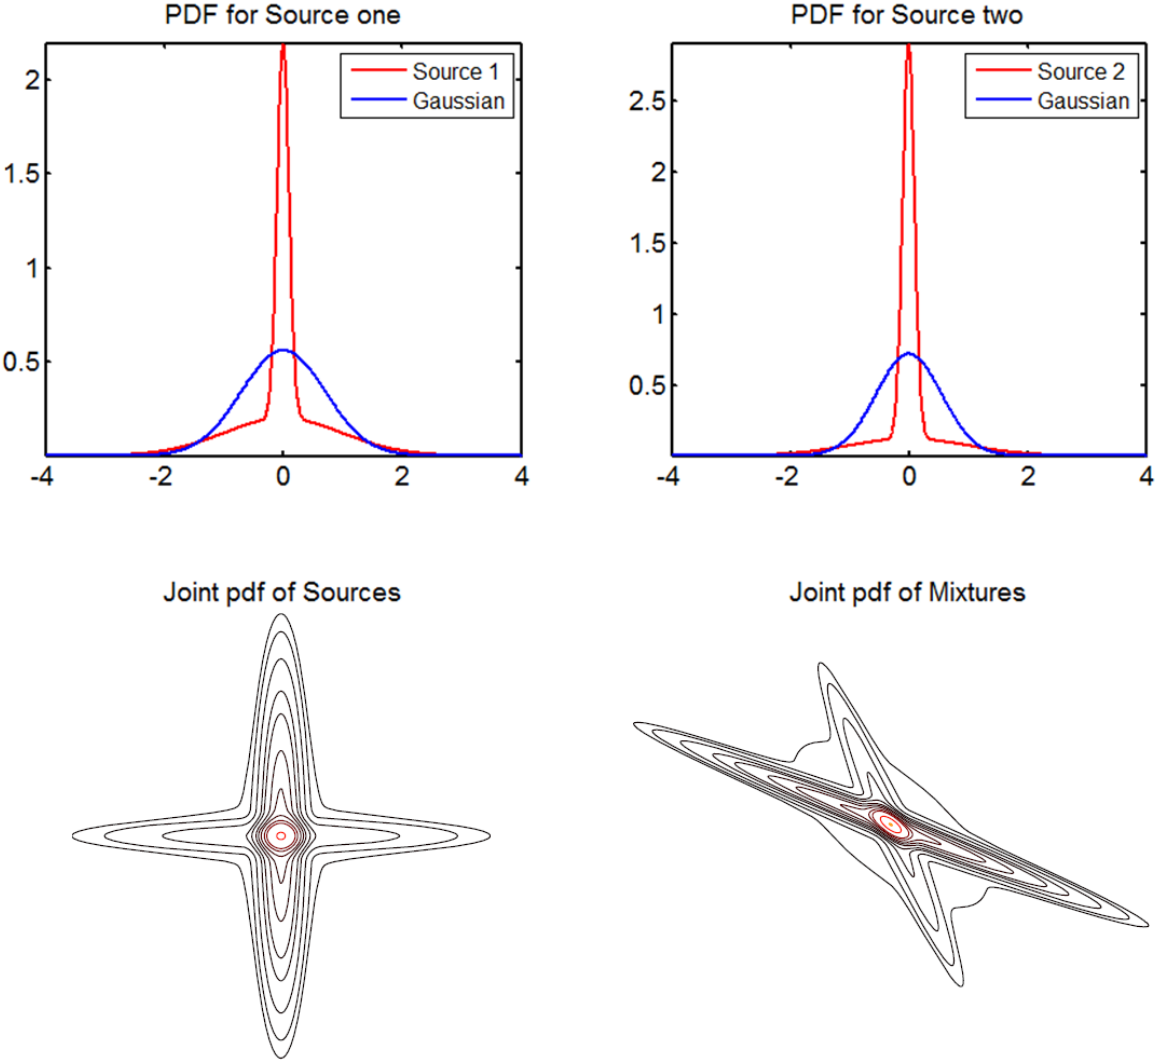 PDF for Source one
2
1.5
1
0.5
-4
-2
0
2
4
Source 1
Gaussian
PDF for Source two
2.5
2
1.5
1
0.5
-4
-2
0
2
4
Source 2
Gaussian
Joint pdf of Sources
Joint pdf of Mixtures